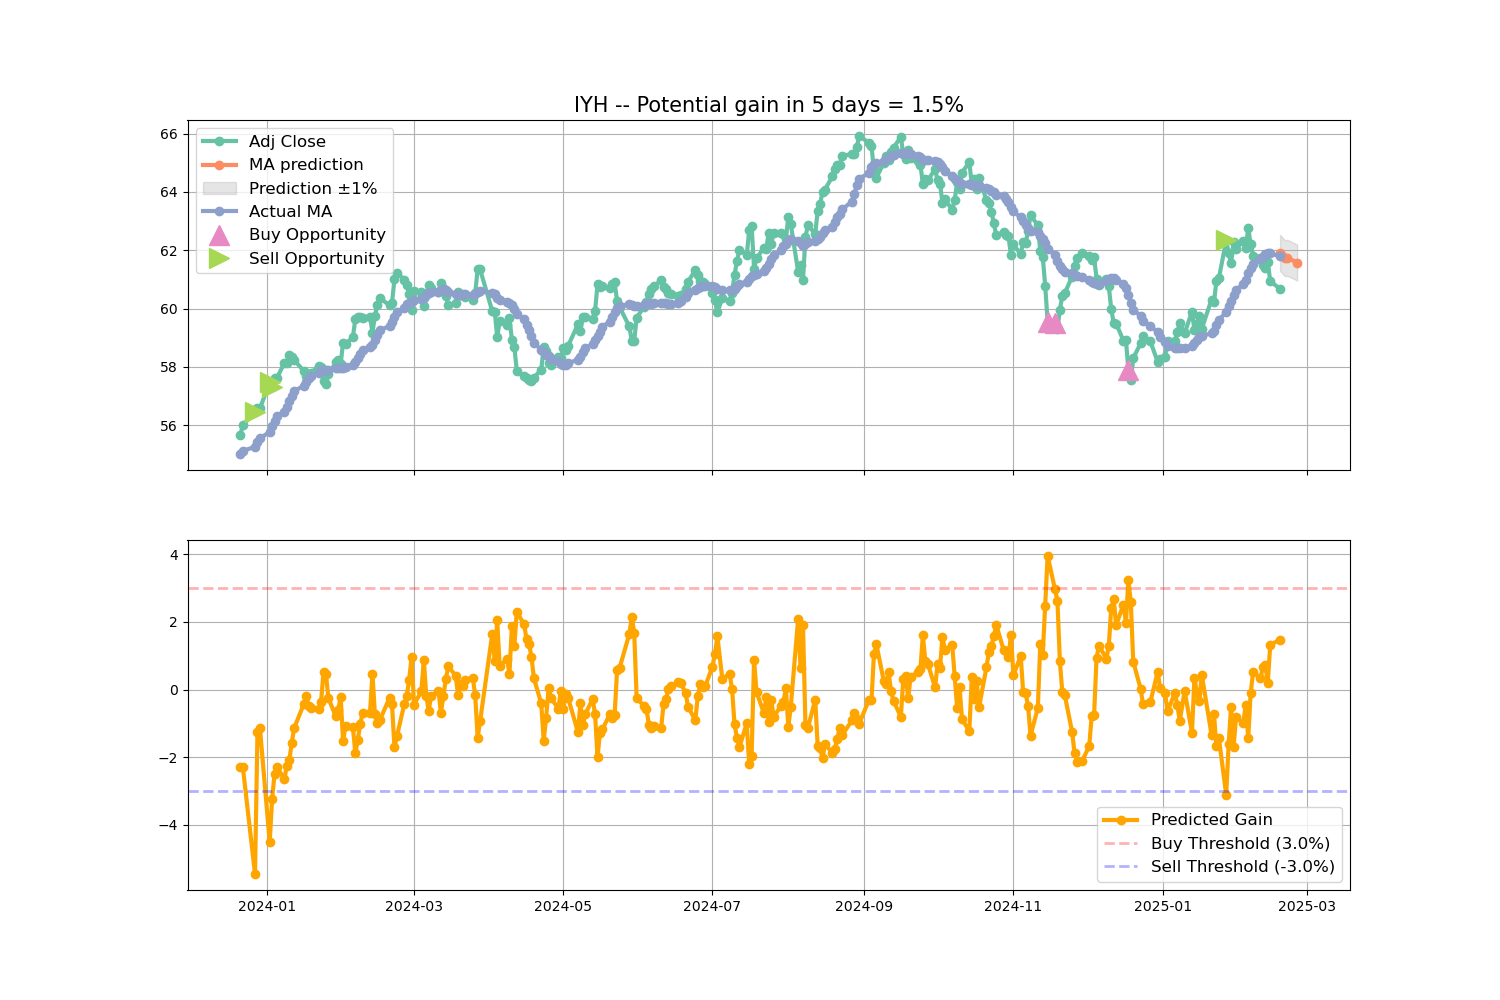 IYH -- Potential gain in 5 days = 1.5%
66
64
62
60
58
56
Adj Close
MA prediction
Prediction ±1%
Actual MA
Buy Opportunity
Sell Opportunity
4
2
0
−2
−4
Predicted Gain
Buy Threshold (3.0%)
Sell Threshold (-3.0%)
2024-01
2024-03
2024-05
2024-07
2024-09
2024-11
2025-01
2025-03